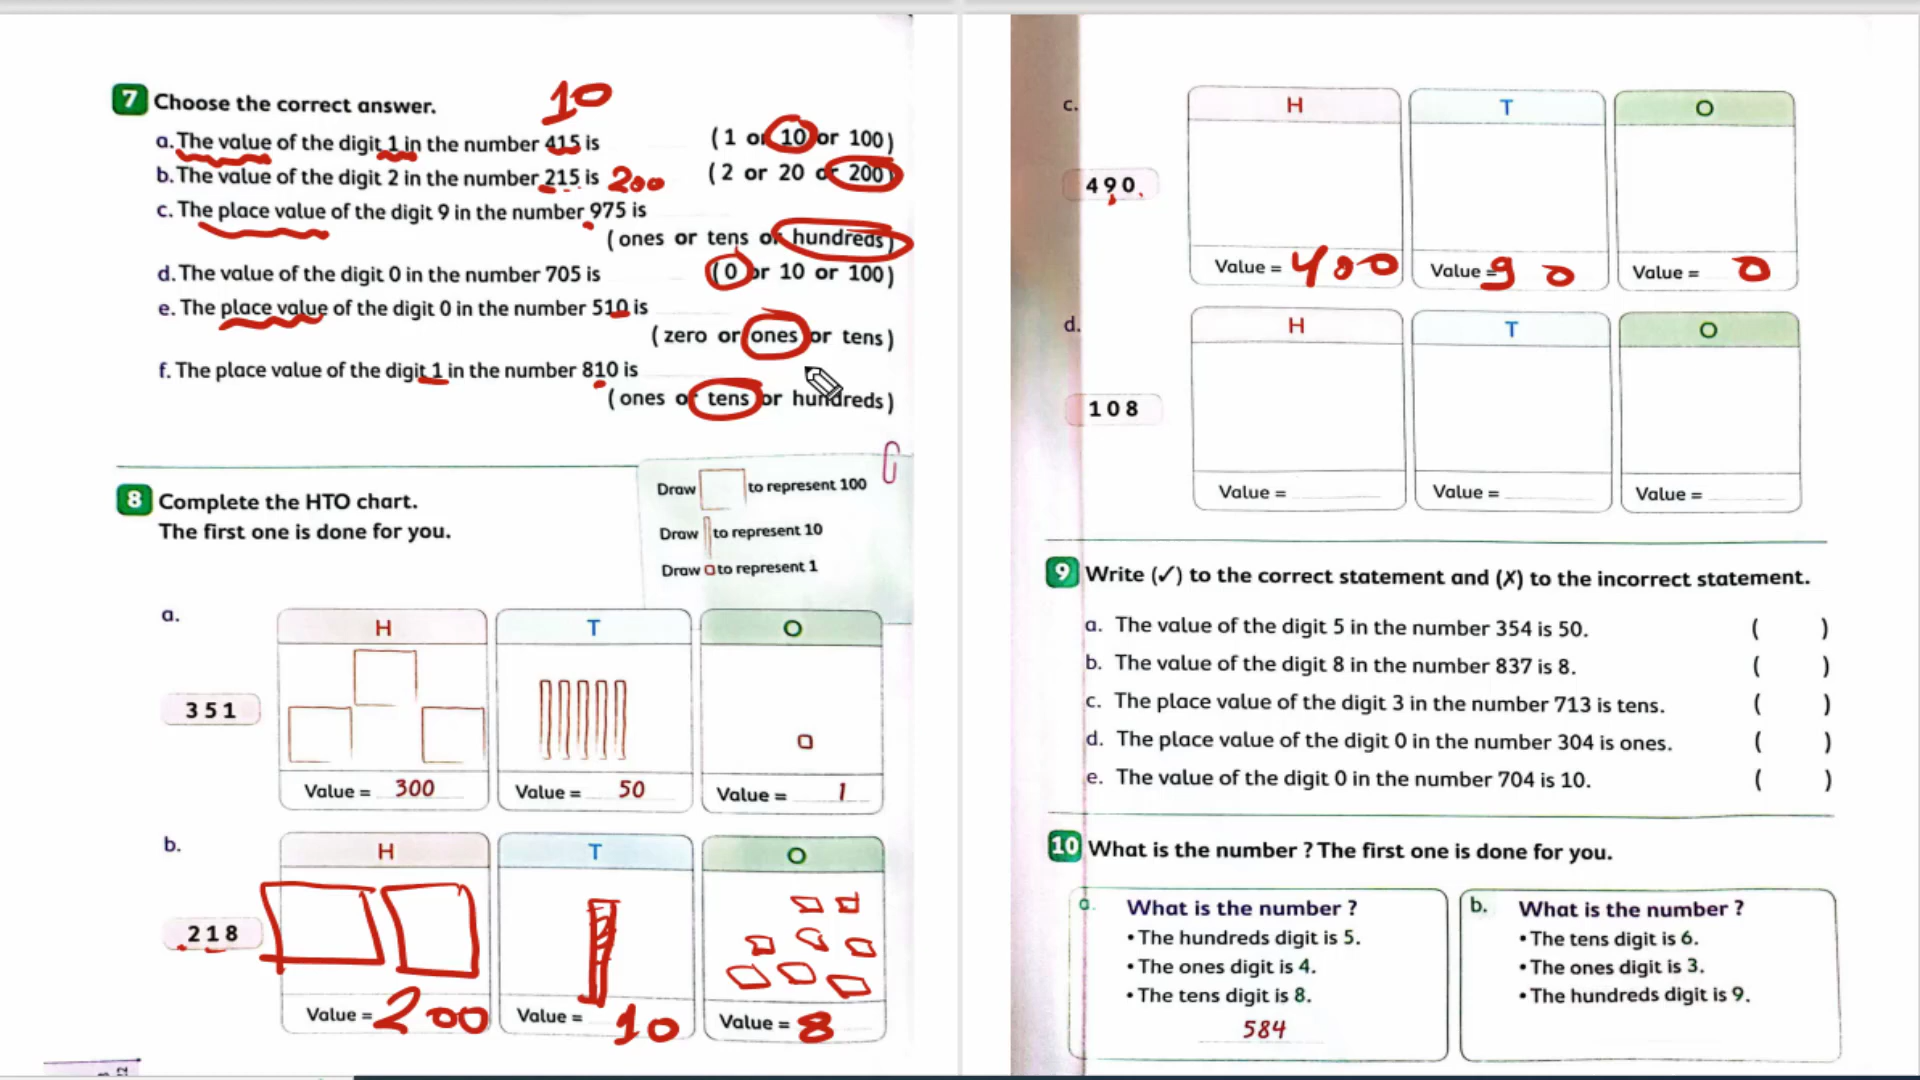 7 Choose the correct answer.
10
a. The value of the digit 1 in the number 415 is ( 1 or 10 or 100 )
b. The value of the digit 2 in the number 215 is 200 ( 2 or 20 or 200 )
c. The place value of the digit 9 in the number 975 is
( ones or tens or hundreds )
d. The value of the digit 0 in the number 705 is ( 0 or 10 or 100 )
e. The place value of the digit 0 in the number 510 is
( zero or ones or tens )
f. The place value of the digit 1 in the number 810 is
( ones or tens or hundreds )
8 Complete the HTO chart.
The first one is done for you.
Draw to represent 100
Draw to represent 10
Draw to represent 1
a.
H T O
351
Value = 300 Value = 50 Value = 1
b.
H T O
218
Value = 200 Value = 10 Value = 8
c.
H T O
490
Value = 400 Value = 90 Value = 0
d.
H T O
108
Value = Value = Value =
9 Write (✓) to the correct statement and (✗) to the incorrect statement.
a. The value of the digit 5 in the number 354 is 50. ( )
b. The value of the digit 8 in the number 837 is 8. ( )
c. The place value of the digit 3 in the number 713 is tens. ( )
d. The place value of the digit 0 in the number 304 is ones. ( )
e. The value of the digit 0 in the number 704 is 10. ( )
10 What is the number ? The first one is done for you.
a. What is the number ?
• The hundreds digit is 5.
• The ones digit is 4.
• The tens digit is 8.
584
b. What is the number ?
• The tens digit is 6.
• The ones digit is 3.
• The hundreds digit is 9.